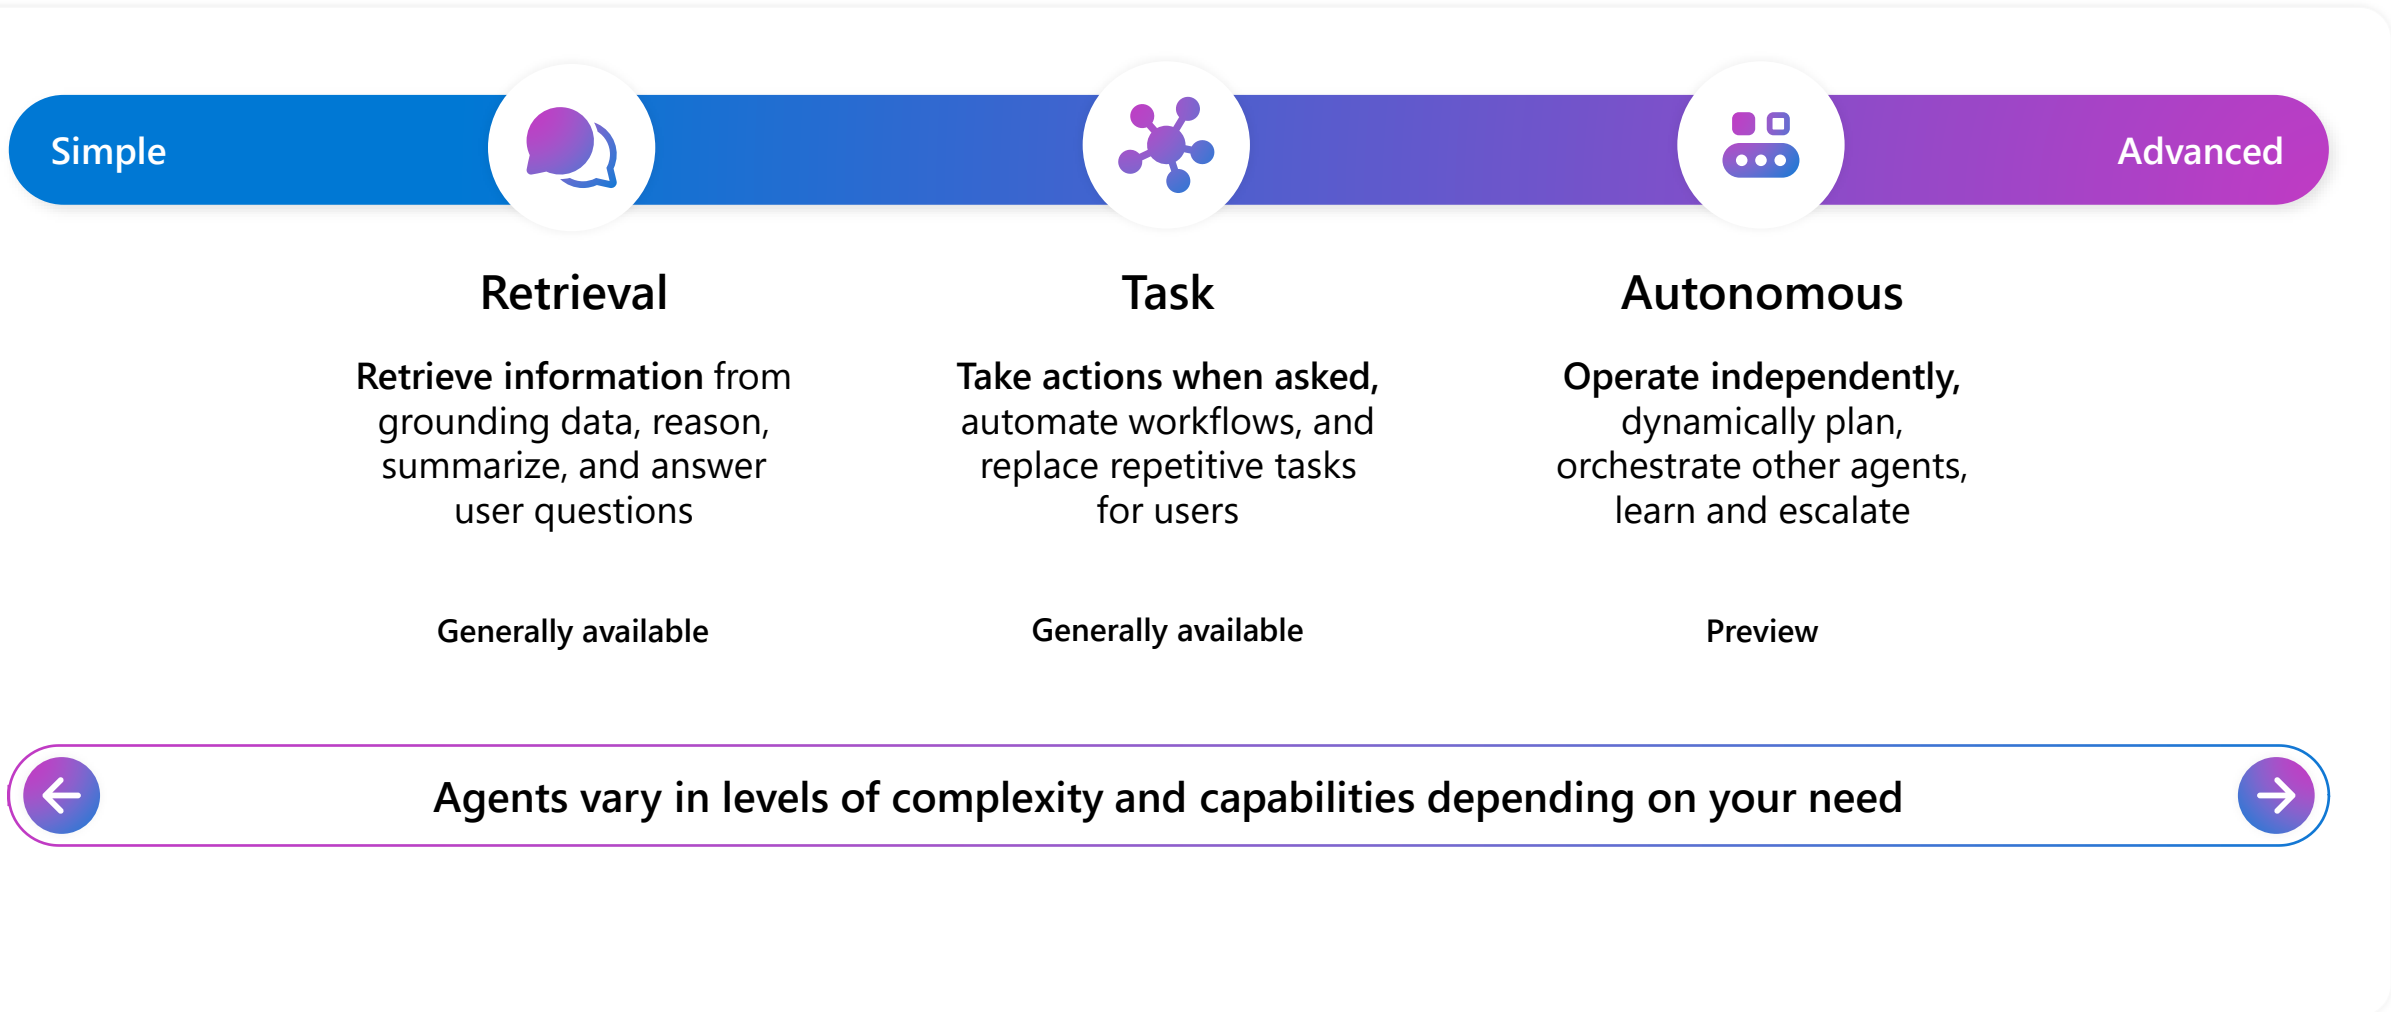 Simple
Advanced
Retrieval
Retrieve information from
grounding data, reason,
summarize, and answer
user questions
Generally available
Task
Take actions when asked,
automate workflows, and
replace repetitive tasks
for users
Generally available
Autonomous
Operate independently,
dynamically plan,
orchestrate other agents,
learn and escalate
Preview
Agents vary in levels of complexity and capabilities depending on your need